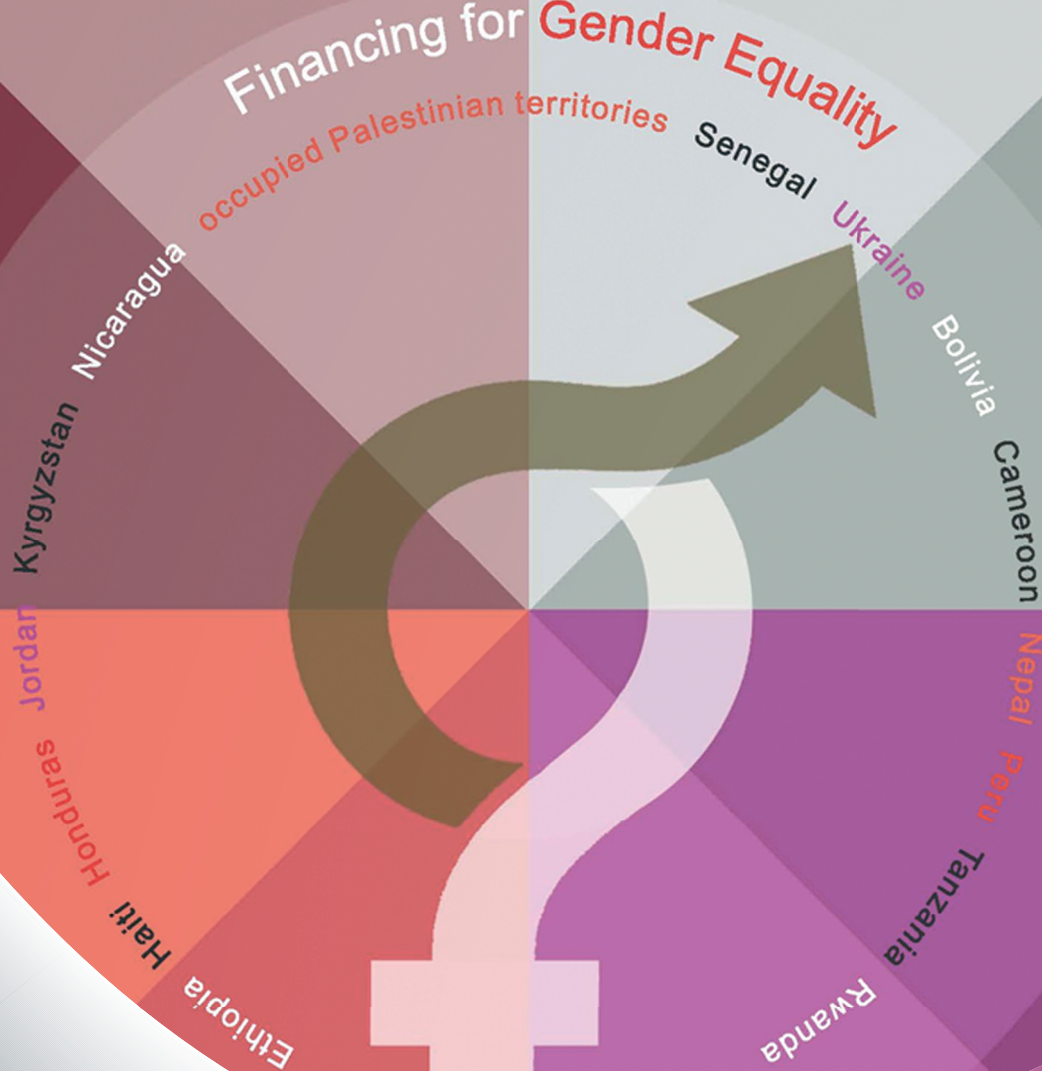 Financing for Gender Equality
occupied Palestinian territories
Senegal
Ukraine
Bolivia
Cameroon
Nepal
Peru
Tanzania
Rwanda
Ethiopia
Haiti
Honduras
Jordan
Kyrgyzstan
Nicaragua